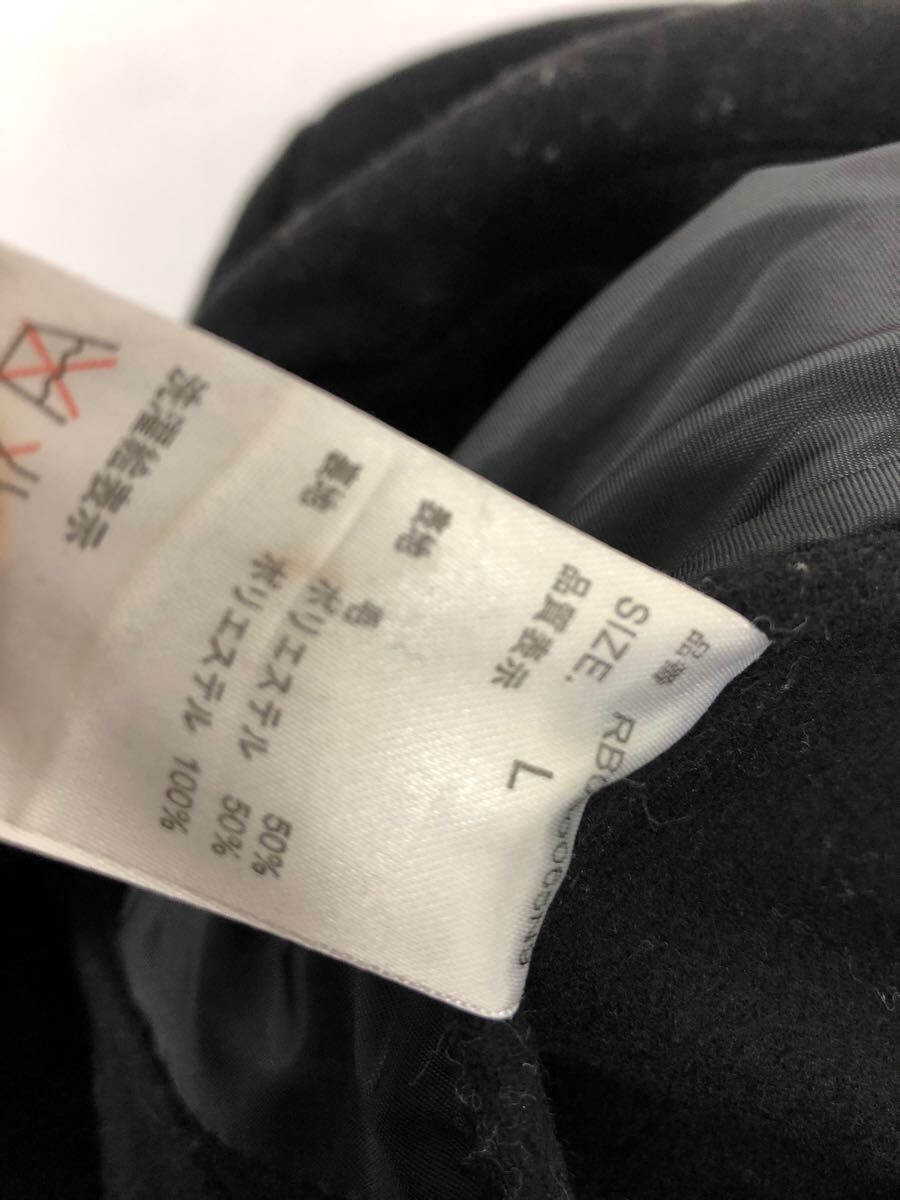 品番
SIZE. L
品質表示
表地 毛 50%
ポリエステル 50%
裏地 ポリエステル 100%
洗濯絵表示